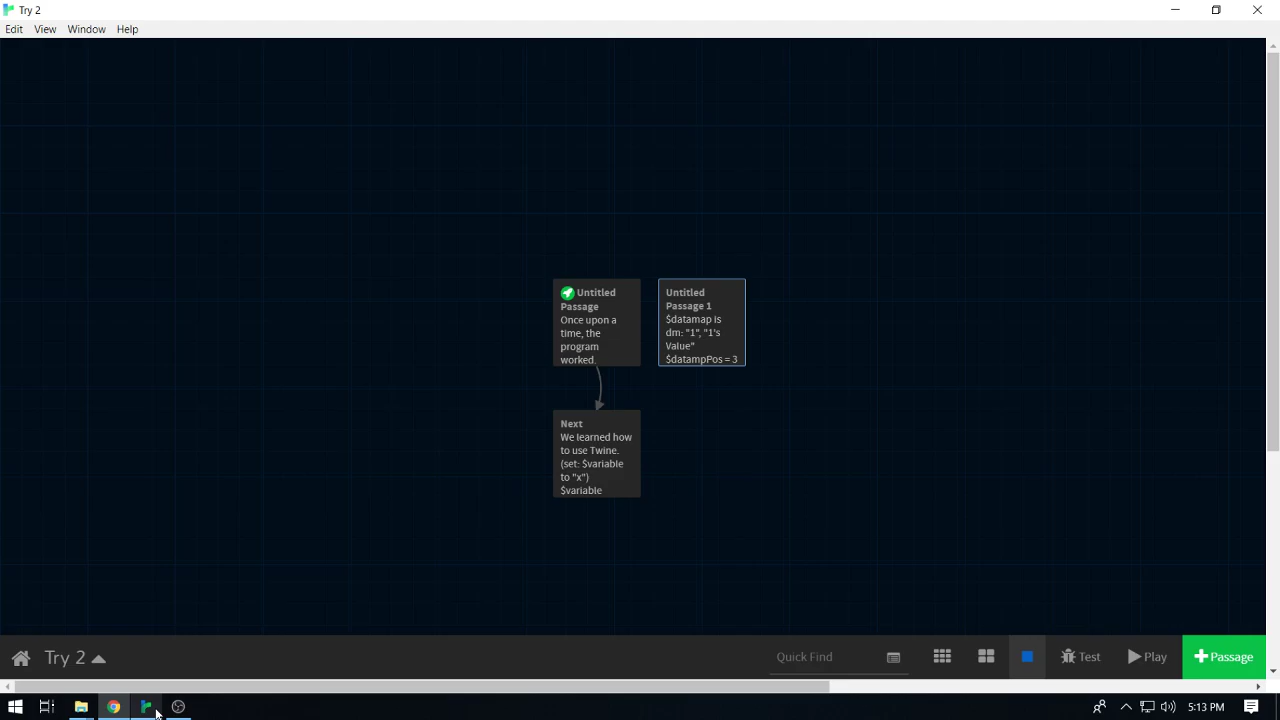 Try 2
Edit View Window Help
Untitled
Passage
Once upon a
time, the
program
worked.
Untitled
Passage 1
$datamap is
dm: "1", "1's
Value"
$datampPos = 3
Next
We learned how
to use Twine.
(set: $variable
to "x")
$variable
Try 2
Quick Find
Test
Play
Passage
5:13 PM